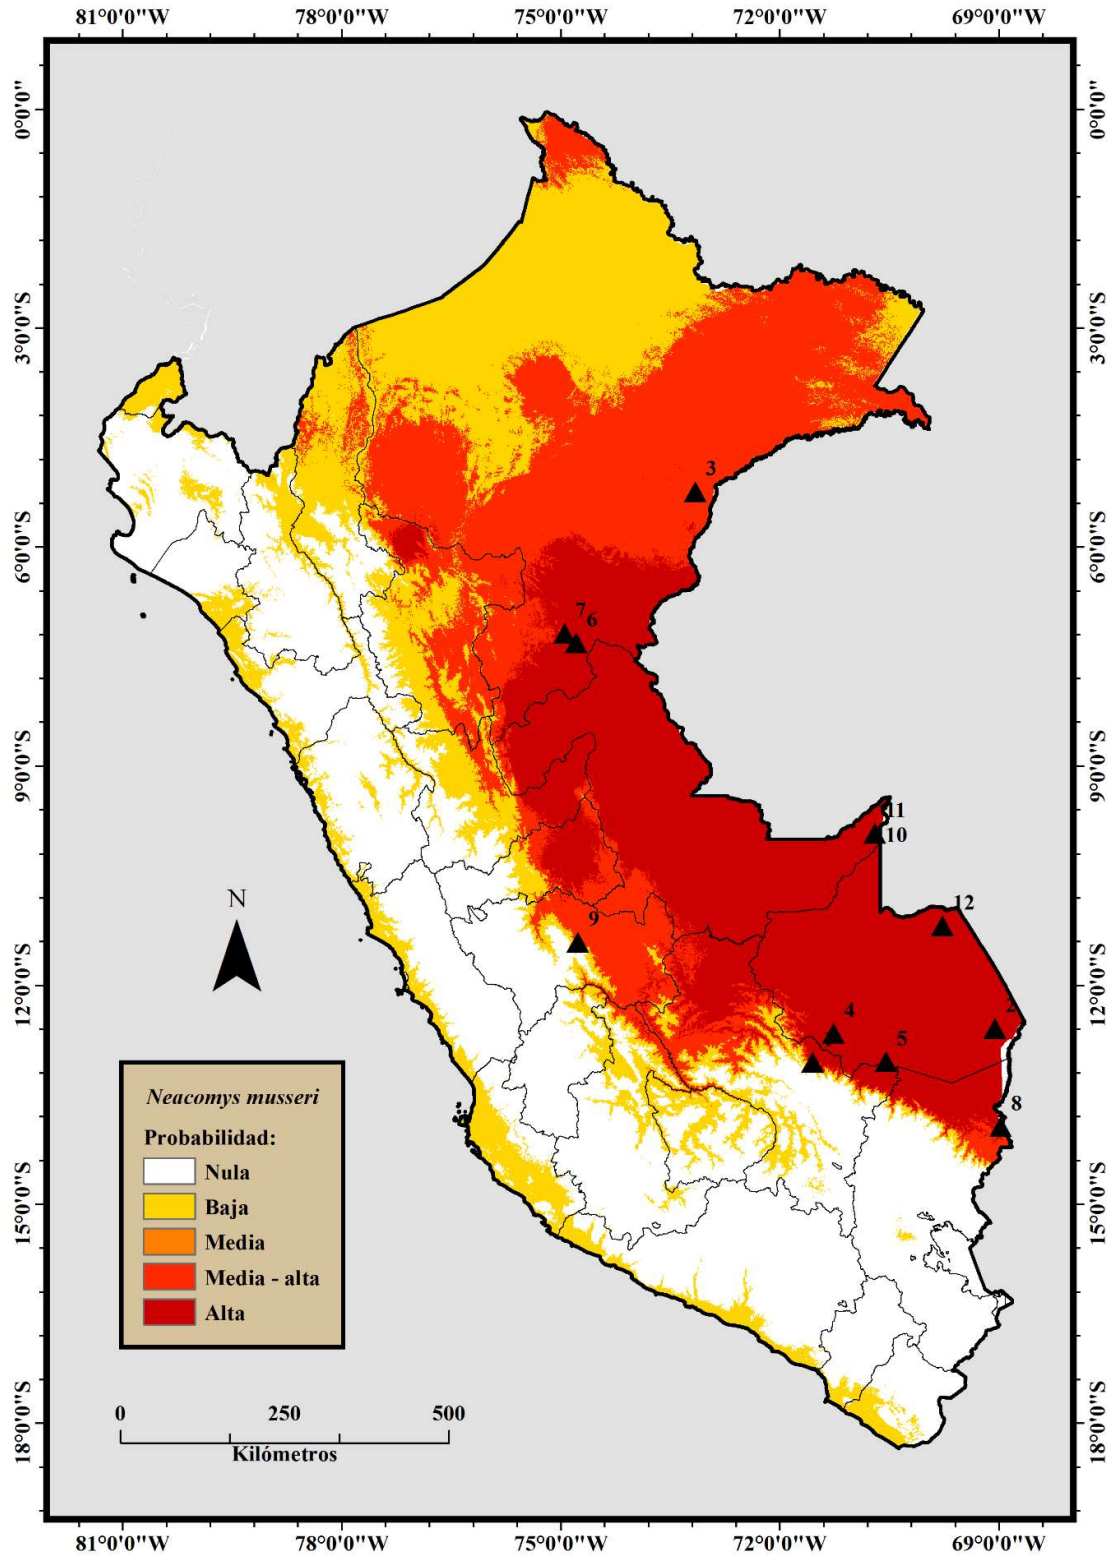 81°0'0"W 78°0'0"W 75°0'0"W 72°0'0"W 69°0'0"W
0°0'0" 0°0'0"
3°0'0"S 3°0'0"S
3
6°0'0"S 6°0'0"S
7 6
9°0'0"S 9°0'0"S
11
10
N 9 12
12°0'0"S 12°0'0"S
4 5 2
8
Neacomys musseri
Probabilidad:
Nula
Baja
Media
Media - alta
Alta
15°0'0"S 15°0'0"S
0 250 500
Kilómetros
18°0'0"S 18°0'0"S
81°0'0"W 78°0'0"W 75°0'0"W 72°0'0"W 69°0'0"W